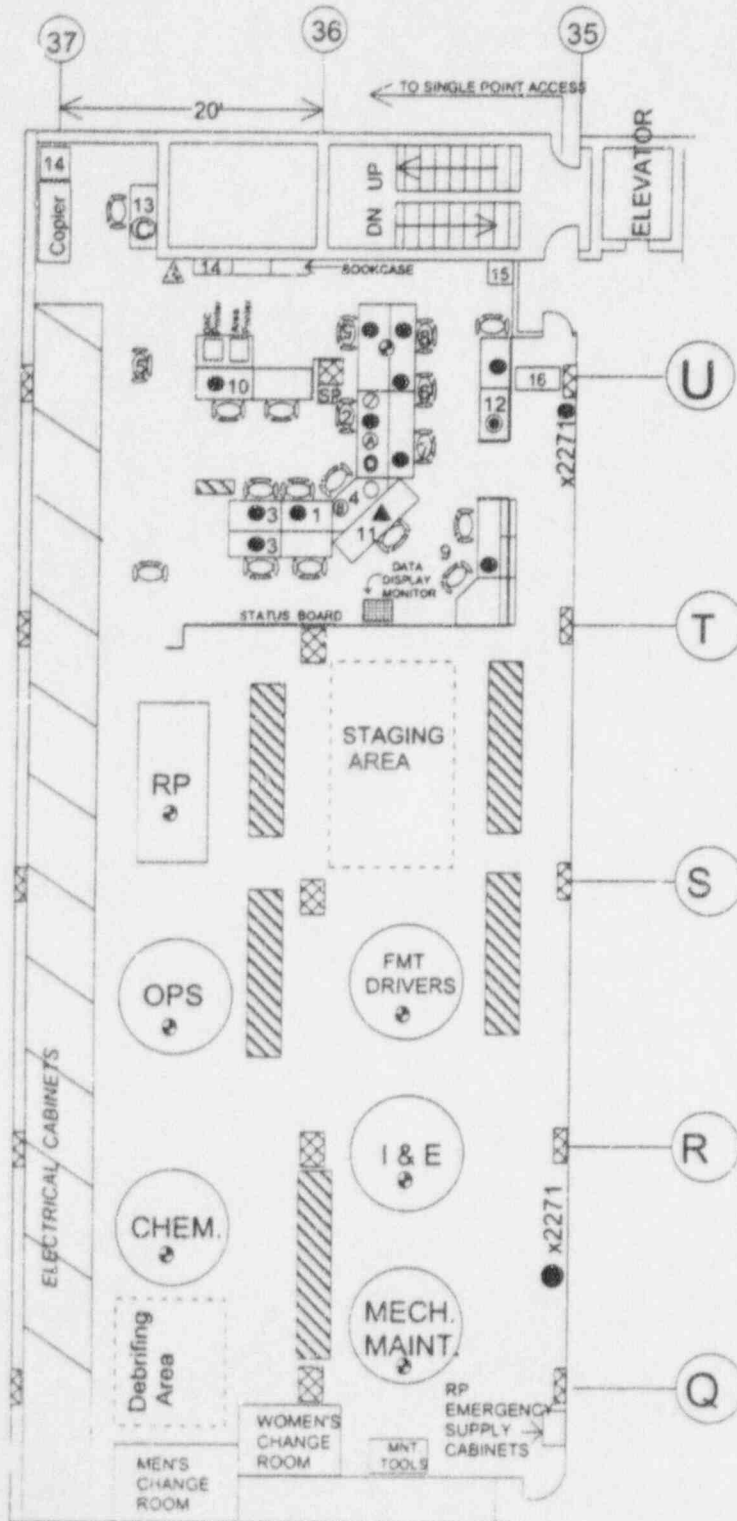 37
36
35
20'
TO SINGLE POINT ACCESS
14
Copier
13
UP
DN
ELEVATOR
14
BOOKCASE
15
Printer
Area
Printer
10
16
12
U
x2271
3
1
4
11
3
9
DATA
DISPLAY
MONITOR
STATUS BOARD
T
STAGING
AREA
RP
S
OPS
FMT
DRIVERS
ELECTRICAL CABINETS
I & E
R
CHEM.
x2271
Debrifing
Area
MECH.
MAINT.
RP
EMERGENCY
SUPPLY
CABINETS
Q
WOMEN'S
CHANGE
ROOM
MNT
TOOLS
MEN'S
CHANGE
ROOM